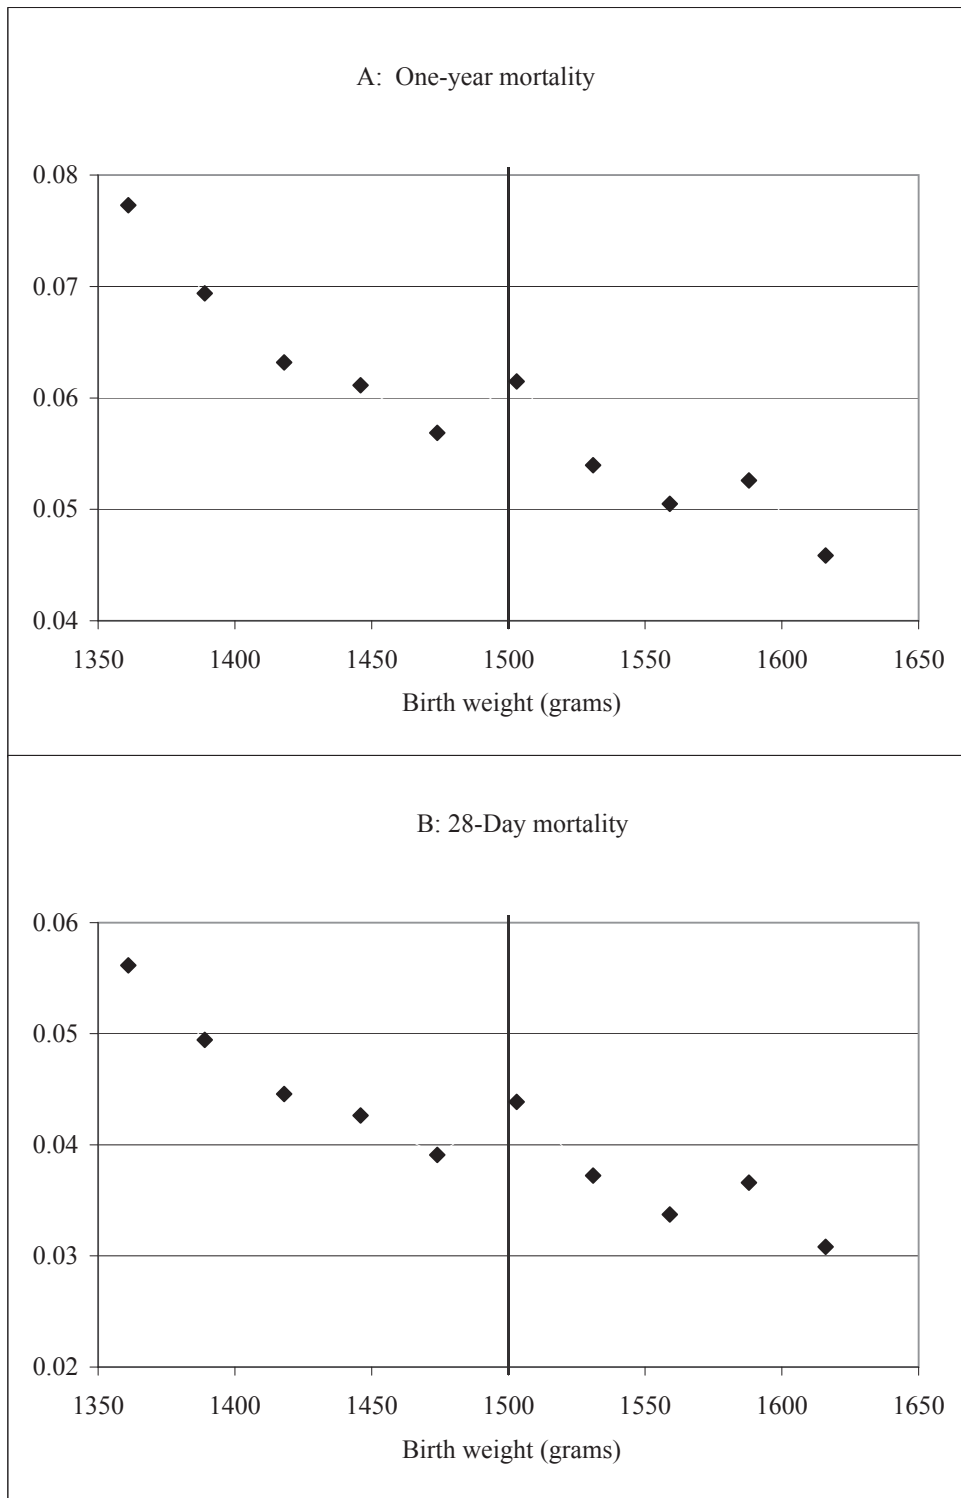 A: One-year mortality
0.08
0.07
0.06
0.05
0.04
1350 1400 1450 1500 1550 1600 1650
Birth weight (grams)
B: 28-Day mortality
0.06
0.05
0.04
0.03
0.02
1350 1400 1450 1500 1550 1600 1650
Birth weight (grams)